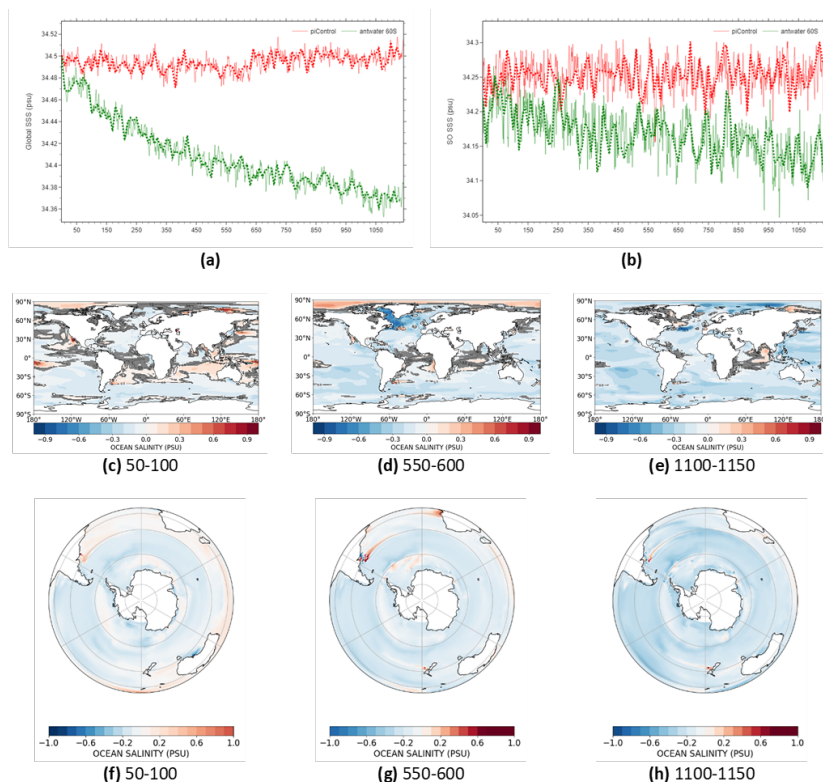 piControl antwater 60S
34.52
34.5
34.48
34.46
34.44
34.42
34.4
34.38
34.36
Global SSS (psu)
50 150 250 350 450 550 650 750 850 950 1050
(a)
piControl antwater 60S
34.3
34.25
34.2
34.15
34.1
34.05
SO SSS (psu)
50 150 250 350 450 550 650 750 850 950 1050
(b)
90°N
60°N
30°N
0°
30°S
60°S
90°S
180° 120°W 60°W 0° 60°E 120°E 180°
-0.9 -0.6 -0.3 0.0 0.3 0.6 0.9
OCEAN SALINITY (PSU)
(c) 50-100
90°N
60°N
30°N
0°
30°S
60°S
90°S
180° 120°W 60°W 0° 60°E 120°E 180°
-0.9 -0.6 -0.3 0.0 0.3 0.6 0.9
OCEAN SALINITY (PSU)
(d) 550-600
90°N
60°N
30°N
0°
30°S
60°S
90°S
180° 120°W 60°W 0° 60°E 120°E 180°
-0.9 -0.6 -0.3 0.0 0.3 0.6 0.9
OCEAN SALINITY (PSU)
(e) 1100-1150
-1.0 -0.6 -0.2 0.2 0.6 1.0
OCEAN SALINITY (PSU)
(f) 50-100
-1.0 -0.6 -0.2 0.0 0.2 0.4 0.6 1.0
OCEAN SALINITY (PSU)
(g) 550-600
-1.0 -0.6 -0.2 0.0 0.2 0.4 0.6 1.0
OCEAN SALINITY (PSU)
(h) 1100-1150